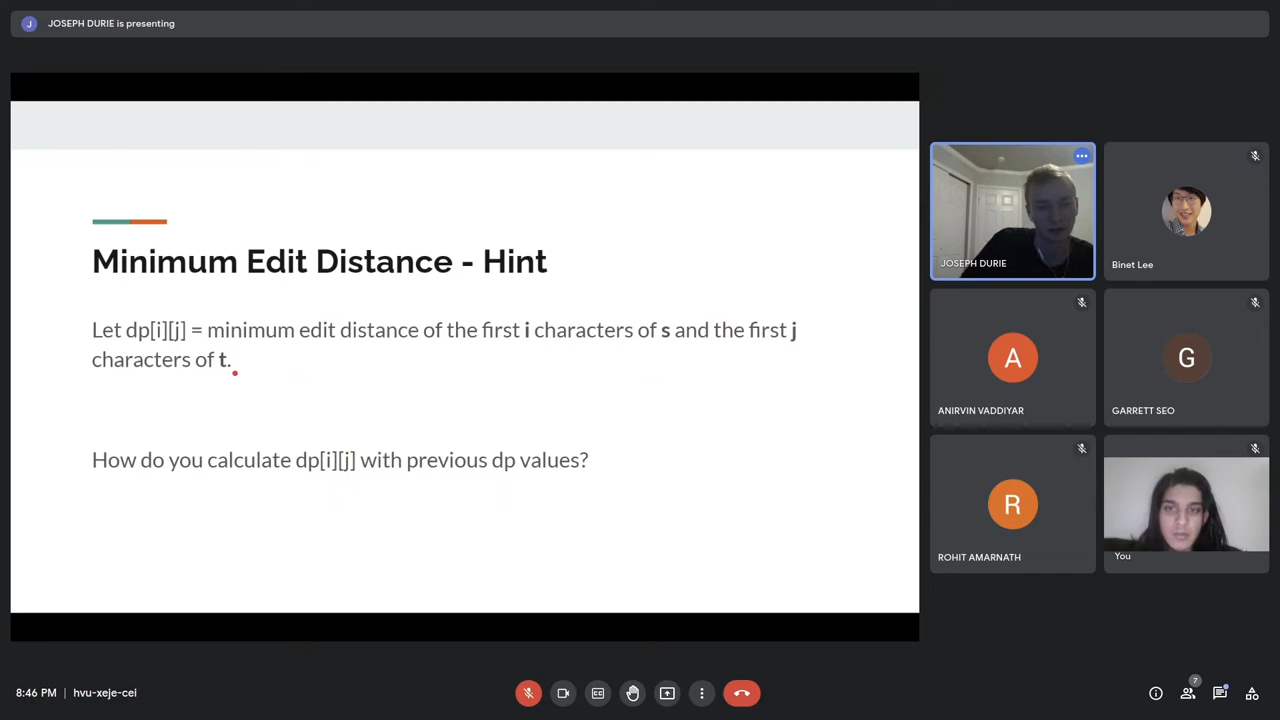 J
JOSEPH DURIE is presenting
Minimum Edit Distance - Hint
Let dp[i][j] = minimum edit distance of the first i characters of s and the first j
characters of t.
How do you calculate dp[i][j] with previous dp values?
JOSEPH DURIE
Binet Lee
A
ANIRVIN VADDIYAR
G
GARRETT SEO
R
ROHIT AMARNATH
You
8:46 PM | hvu-xeje-cei
CC
7